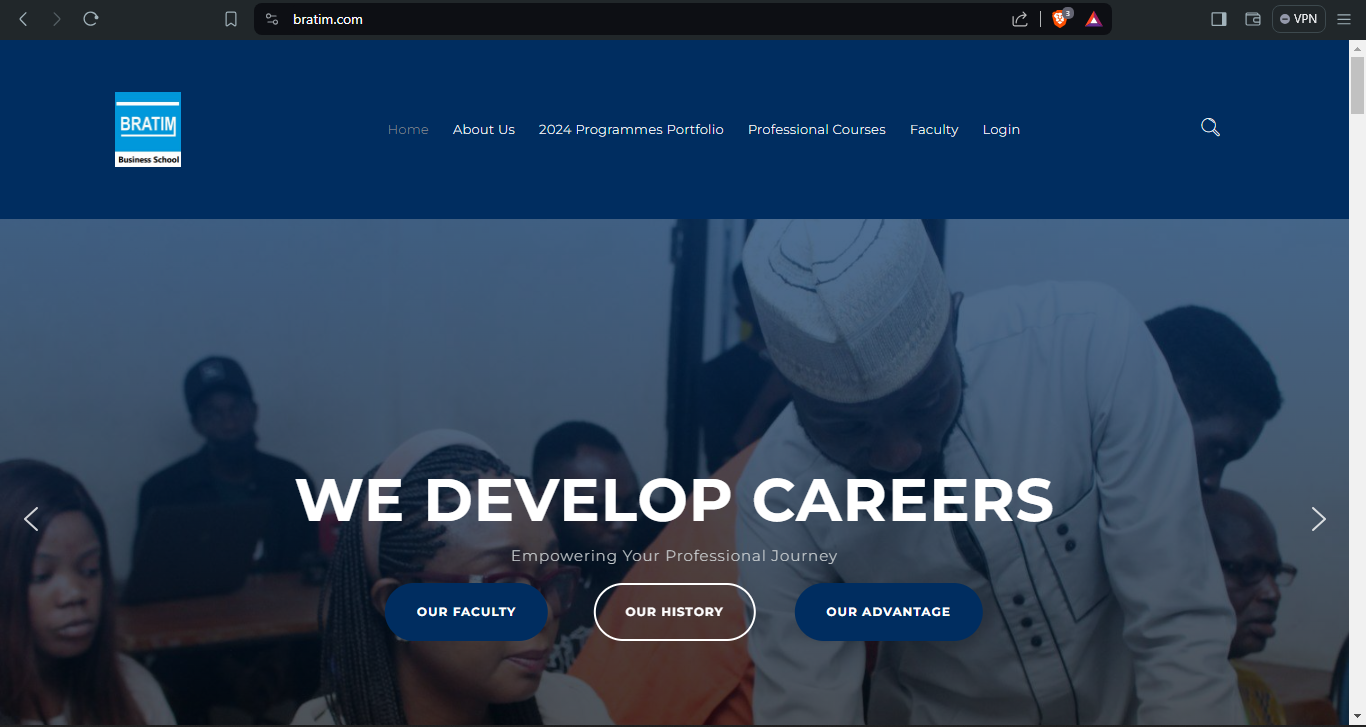 bratim.com
3
VPN
BRATIM
Business School
Home About Us 2024 Programmes Portfolio Professional Courses Faculty Login
WE DEVELOP CAREERS
Empowering Your Professional Journey
OUR FACULTY OUR HISTORY OUR ADVANTAGE